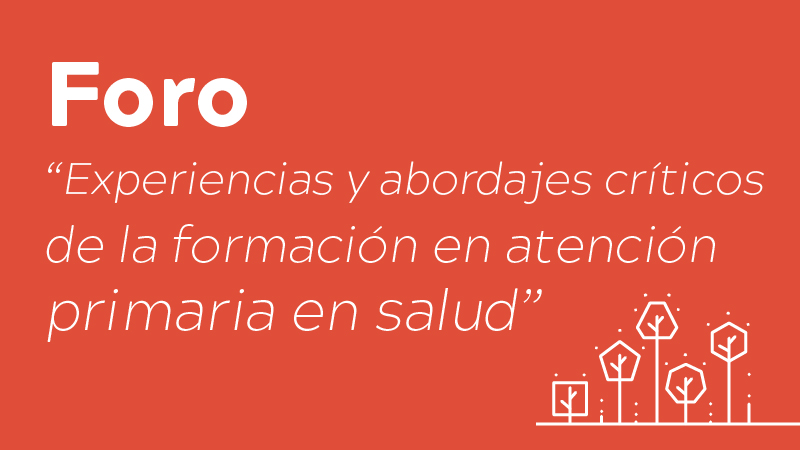 Foro
“Experiencias y abordajes críticos
de la formación en atención
primaria en salud”